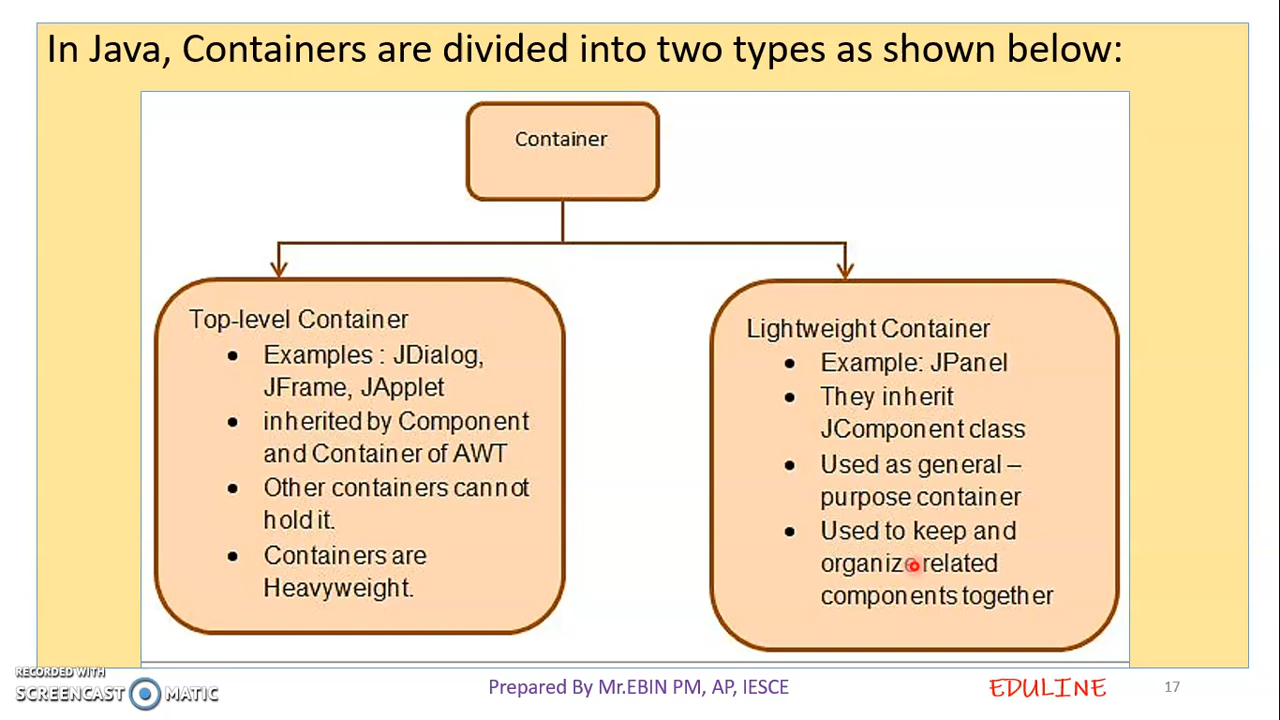 In Java, Containers are divided into two types as shown below:
Container
Top-level Container
• Examples : JDialog,
JFrame, JApplet
• inherited by Component
and Container of AWT
• Other containers cannot
hold it.
• Containers are
Heavyweight.
Lightweight Container
• Example: JPanel
• They inherit
JComponent class
• Used as general –
purpose container
• Used to keep and
organize related
components together
RECORDED WITH
SCREENCAST MATIC
Prepared By Mr.EBIN PM, AP, IESCE
EDULINE
17